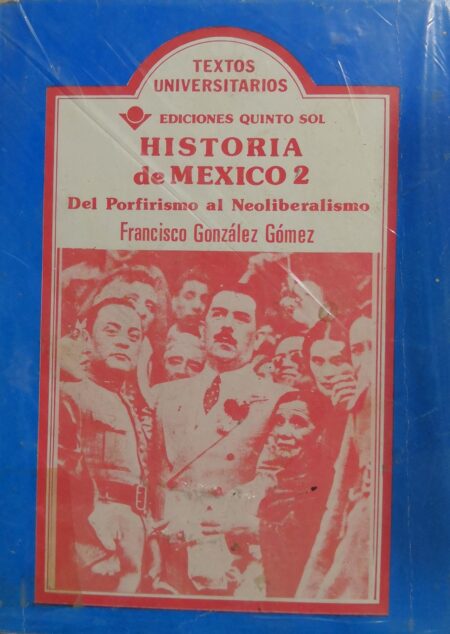 TEXTOS
UNIVERSITARIOS
EDICIONES QUINTO SOL
HISTORIA
de MEXICO 2
Del Porfirismo al Neoliberalismo
Francisco González Gómez